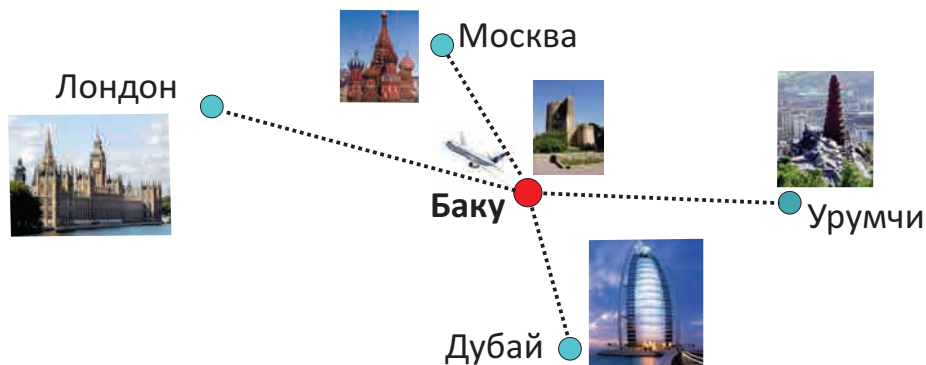 Москва
Лондон
Баку
Урумчи
Дубай